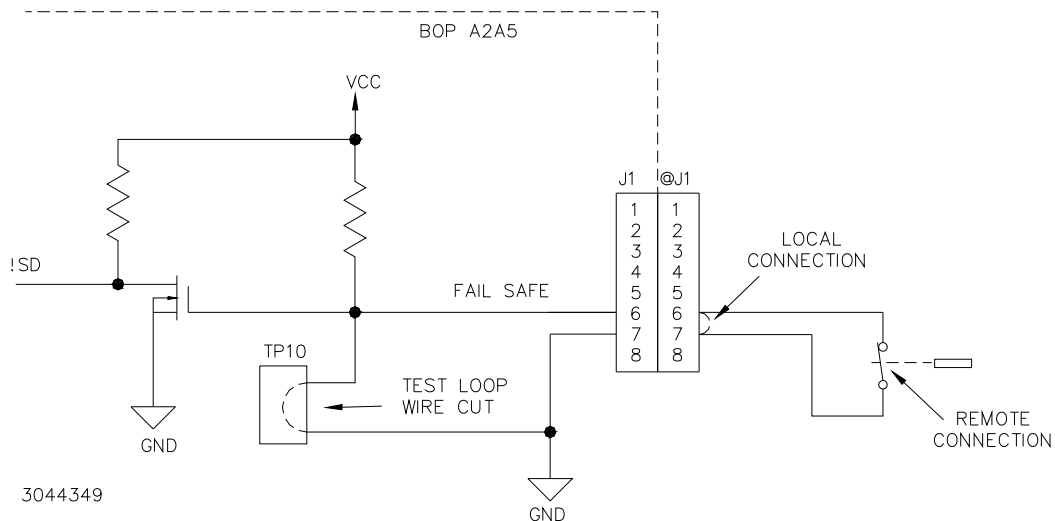 BOP A2A5
VCC
J1
@J1
1
2
3
4
5
6
7
8
1
2
3
4
5
6
7
8
LOCAL
CONNECTION
!SD
FAIL SAFE
TP10
TEST LOOP
WIRE CUT
REMOTE
CONNECTION
GND
GND
3044349